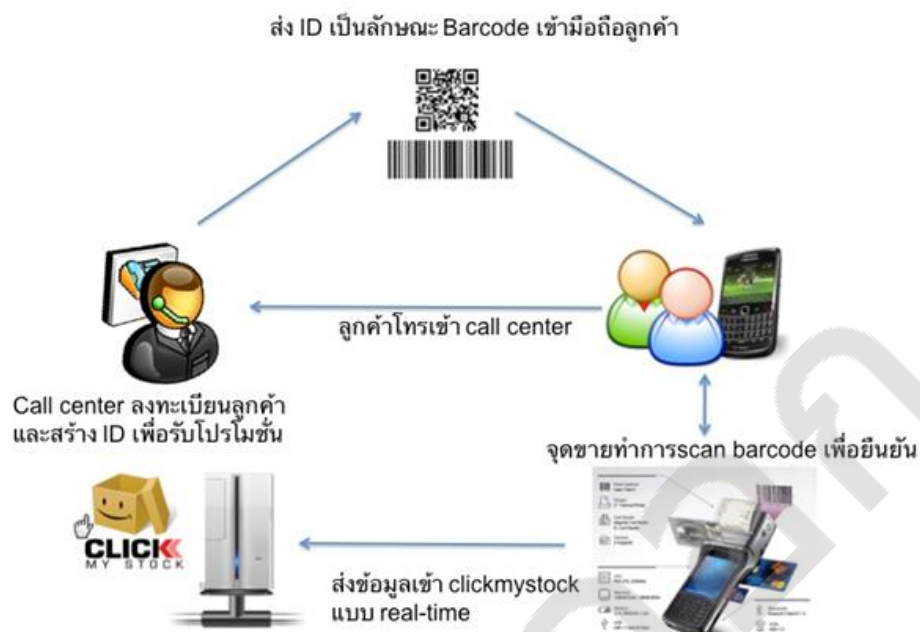 ส่ง ID เป็นลักษณะ Barcode เข้ามือถือลูกค้า
ลูกค้าโทรเข้า call center
Call center ลงทะเบียนลูกค้า
และสร้าง ID เพื่อรับโปรโมชั่น
จุดขายทำการscan barcode เพื่อยืนยัน
CLICK
MY STOCK
ส่งข้อมูลเข้า clickmystock
แบบ real-time